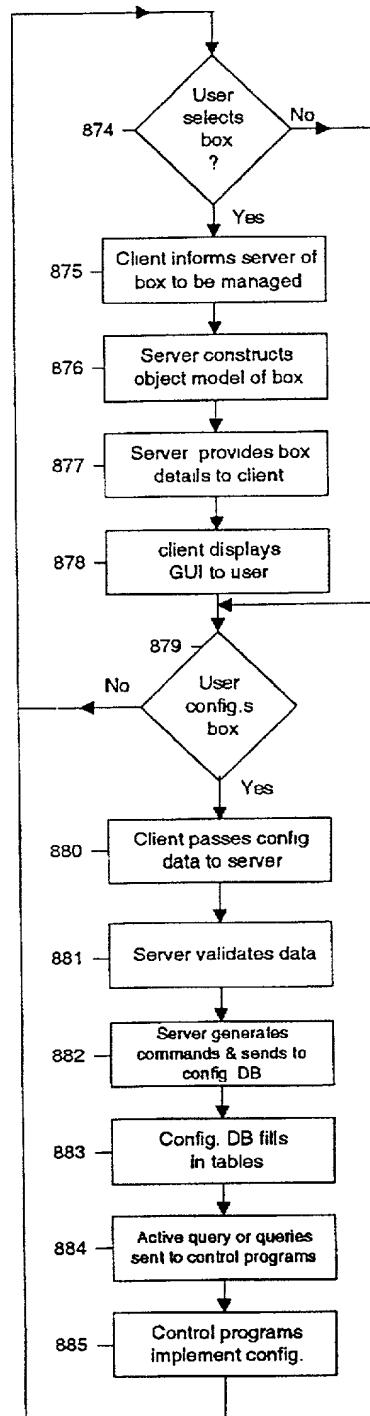 User
selects
box
?
874
No
Yes
875
Client informs server of
box to be managed
876
Server constructs
object model of box
877
Server provides box
details to client
878
client displays
GUI to user
879
No
User
config.s
box
Yes
880
Client passes config
data to server
881
Server validates data
882
Server generates
commands & sends to
config DB
883
Config. DB fills
in tables
884
Active query or queries
sent to control programs
885
Control programs
implement config.